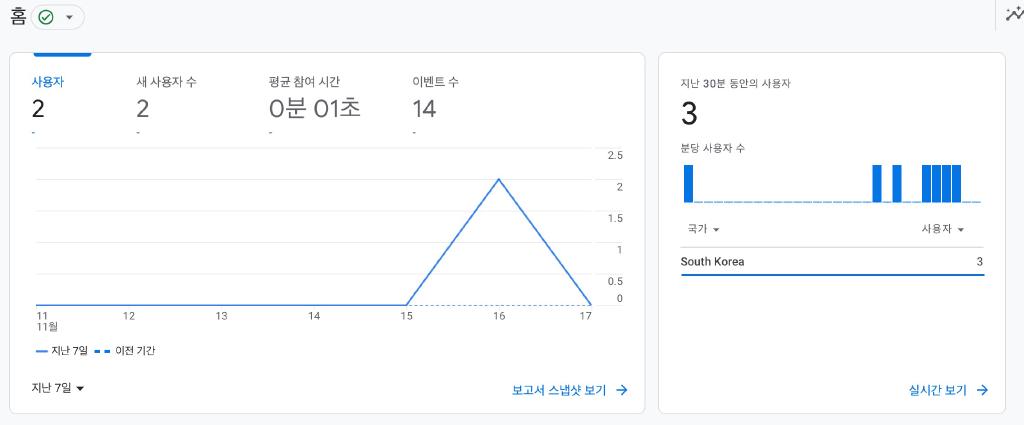 홈
사용자
2
-
새 사용자 수
2
-
평균 참여 시간
0분 01초
-
이벤트 수
14
-
2.5
2
1.5
1
0.5
0
11
11월
12
13
14
15
16
17
지난 7일
이전 기간
지난 7일
보고서 스냅샷 보기
지난 30분 동안의 사용자
3
분당 사용자 수
국가
사용자
South Korea
3
실시간 보기